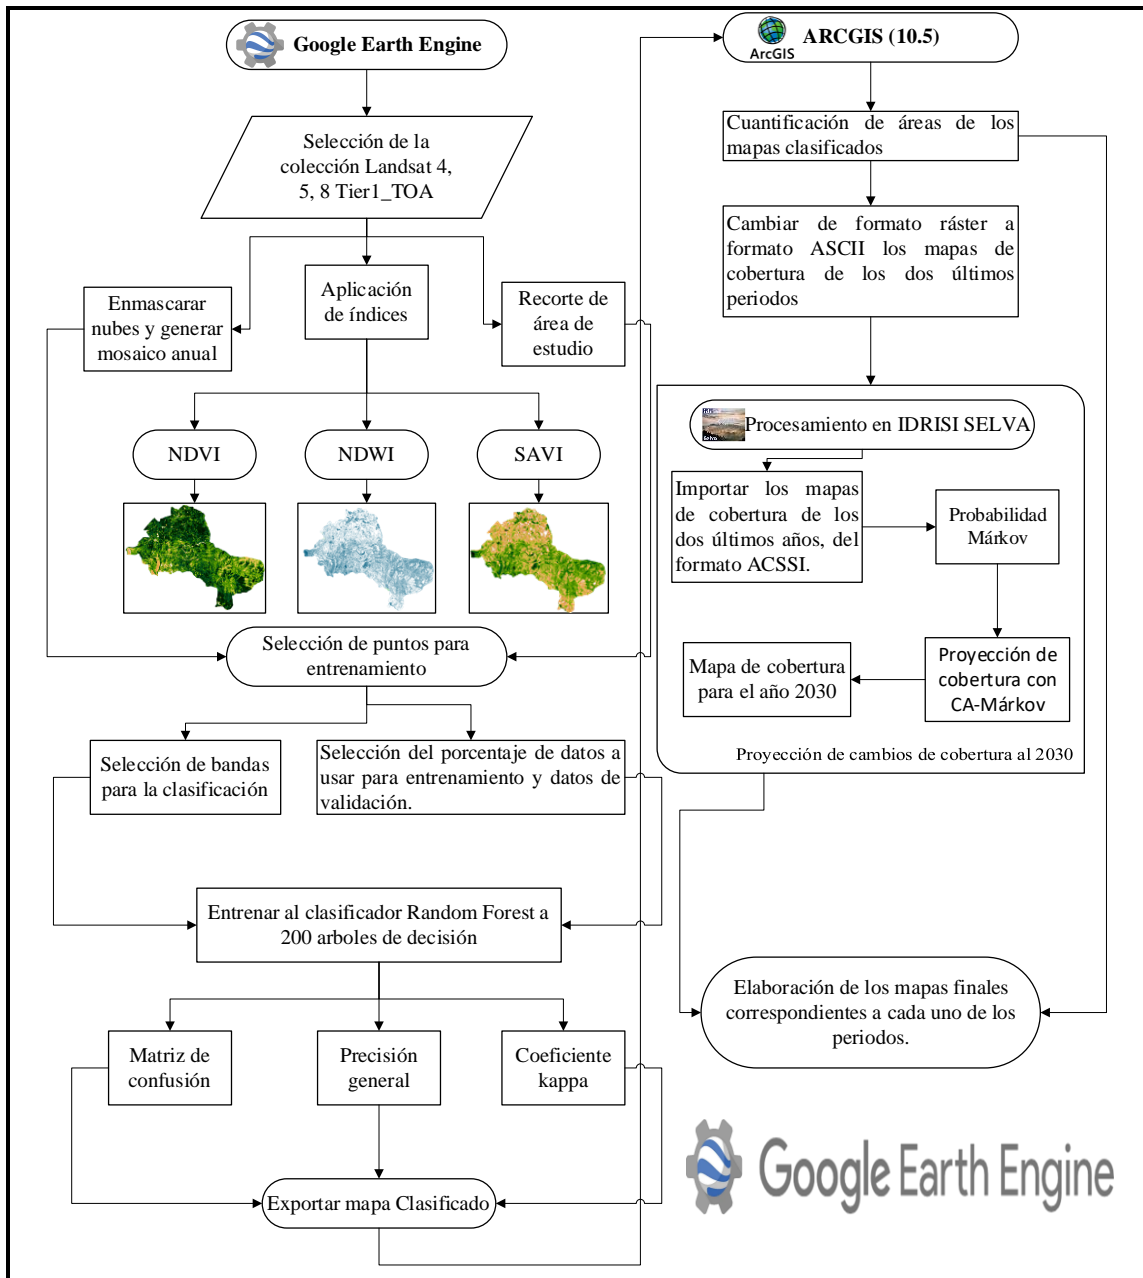 Google Earth Engine
Selección de la
colección Landsat 4,
5, 8 Tier1_TOA
Enmascarar
nubes y generar
mosaico anual
Aplicación
de índices
Recorte de
área de
estudio
NDVI
NDWI
SAVI
Selección de puntos para
entrenamiento
Selección de bandas
para la clasificación
Selección del porcentaje de datos a
usar para entrenamiento y datos de
validación.
Entrenar al clasificador Random Forest a
200 arboles de decisión
Matriz de
confusión
Precisión
general
Coeficiente
kappa
Exportar mapa Clasificado
ArcGIS
ARCGIS (10.5)
Cuantificación de áreas de los
mapas clasificados
Cambiar de formato ráster a
formato ASCII los mapas de
cobertura de los dos últimos
periodos
Procesamiento en IDRISI SELVA
Importar los mapas
de cobertura de los
dos últimos años, del
formato ACSSI.
Probabilidad
Márkov
Proyección de
cobertura con
CA-Márkov
Mapa de cobertura
para el año 2030
Proyección de cambios de cobertura al 2030
Elaboración de los mapas finales
correspondientes a cada uno de los
periodos.
Google Earth Engine